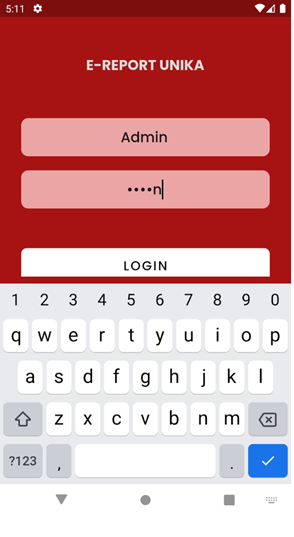 5:11
E-REPORT UNIKA
Admin
••••n
LOGIN
1 2 3 4 5 6 7 8 9 0
q w e r t y u i o p
a s d f g h j k l
z x c v b n m
?123 , .